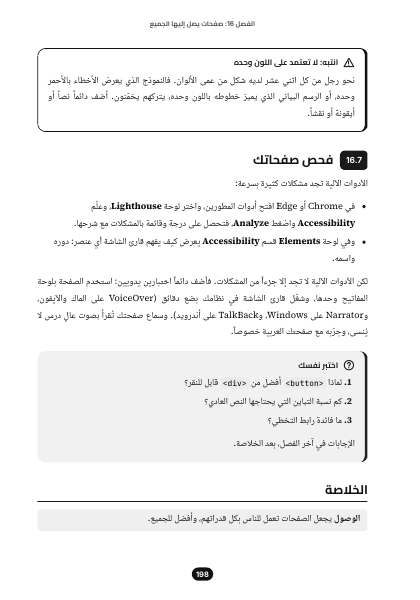 الفصل 16: صفحات يصل إليها الجميع
انتبه: لا تعتمد على اللون وحده
نحو رجل من كل اثني عشر لديه شكل من عمى الألوان. فالنموذج الذي يعرض الأخطاء بالأحمر
وحده، أو الرسم البياني الذي يميز خطوطه باللون وحده، يتركهم يخمّنون. أضف دائماً نصاً أو
أيقونة أو نقشاً.
16.7 فحص صفحاتك
الأدوات الآلية تجد مشكلات كثيرة بسرعة:
• في Chrome أو Edge افتح أدوات المطورين، واختر لوحة Lighthouse، وعلّم
Accessibility واضغط Analyze، فتحصل على درجة وقائمة بالمشكلات مع شرحها.
• وفي لوحة Elements قسم Accessibility يعرض كيف يفهم قارئ الشاشة أي عنصر: دوره
واسمه.
لكن الأدوات الآلية لا تجد إلا جزءاً من المشكلات. فأضف دائماً اختبارين يدويين: استخدم الصفحة بلوحة
المفاتيح وحدها، وشغّل قارئ الشاشة في نظامك بضع دقائق (VoiceOver على الماك والآيفون،
وNarrator على Windows، وTalkBack على أندرويد). وسماع صفحتك تُقرأ بصوت عالٍ درس لا
يُنسى، وجرّبه مع صفحتك العربية خصوصاً.
اختبر نفسك
1. لماذا <button> أفضل من <div> قابل للنقر؟
2. كم نسبة التباين التي يحتاجها النص العادي؟
3. ما فائدة رابط التخطي؟
الإجابات في آخر الفصل، بعد الخلاصة.
الخلاصة
الوصول يجعل الصفحات تعمل للناس بكل قدراتهم، وأفضل للجميع.
198